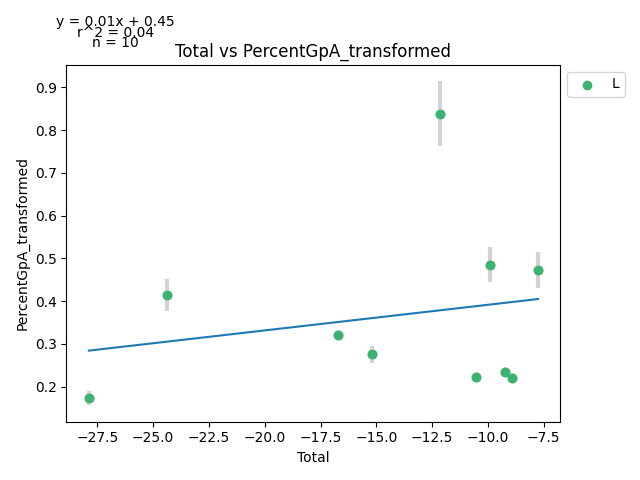 y = 0.01x + 0.45
r^2 = 0.04
n = 10
Total vs PercentGpA_transformed
L
PercentGpA_transformed
0.9
0.8
0.7
0.6
0.5
0.4
0.3
0.2
−27.5 −25.0 −22.5 −20.0 −17.5 −15.0 −12.5 −10.0 −7.5
Total